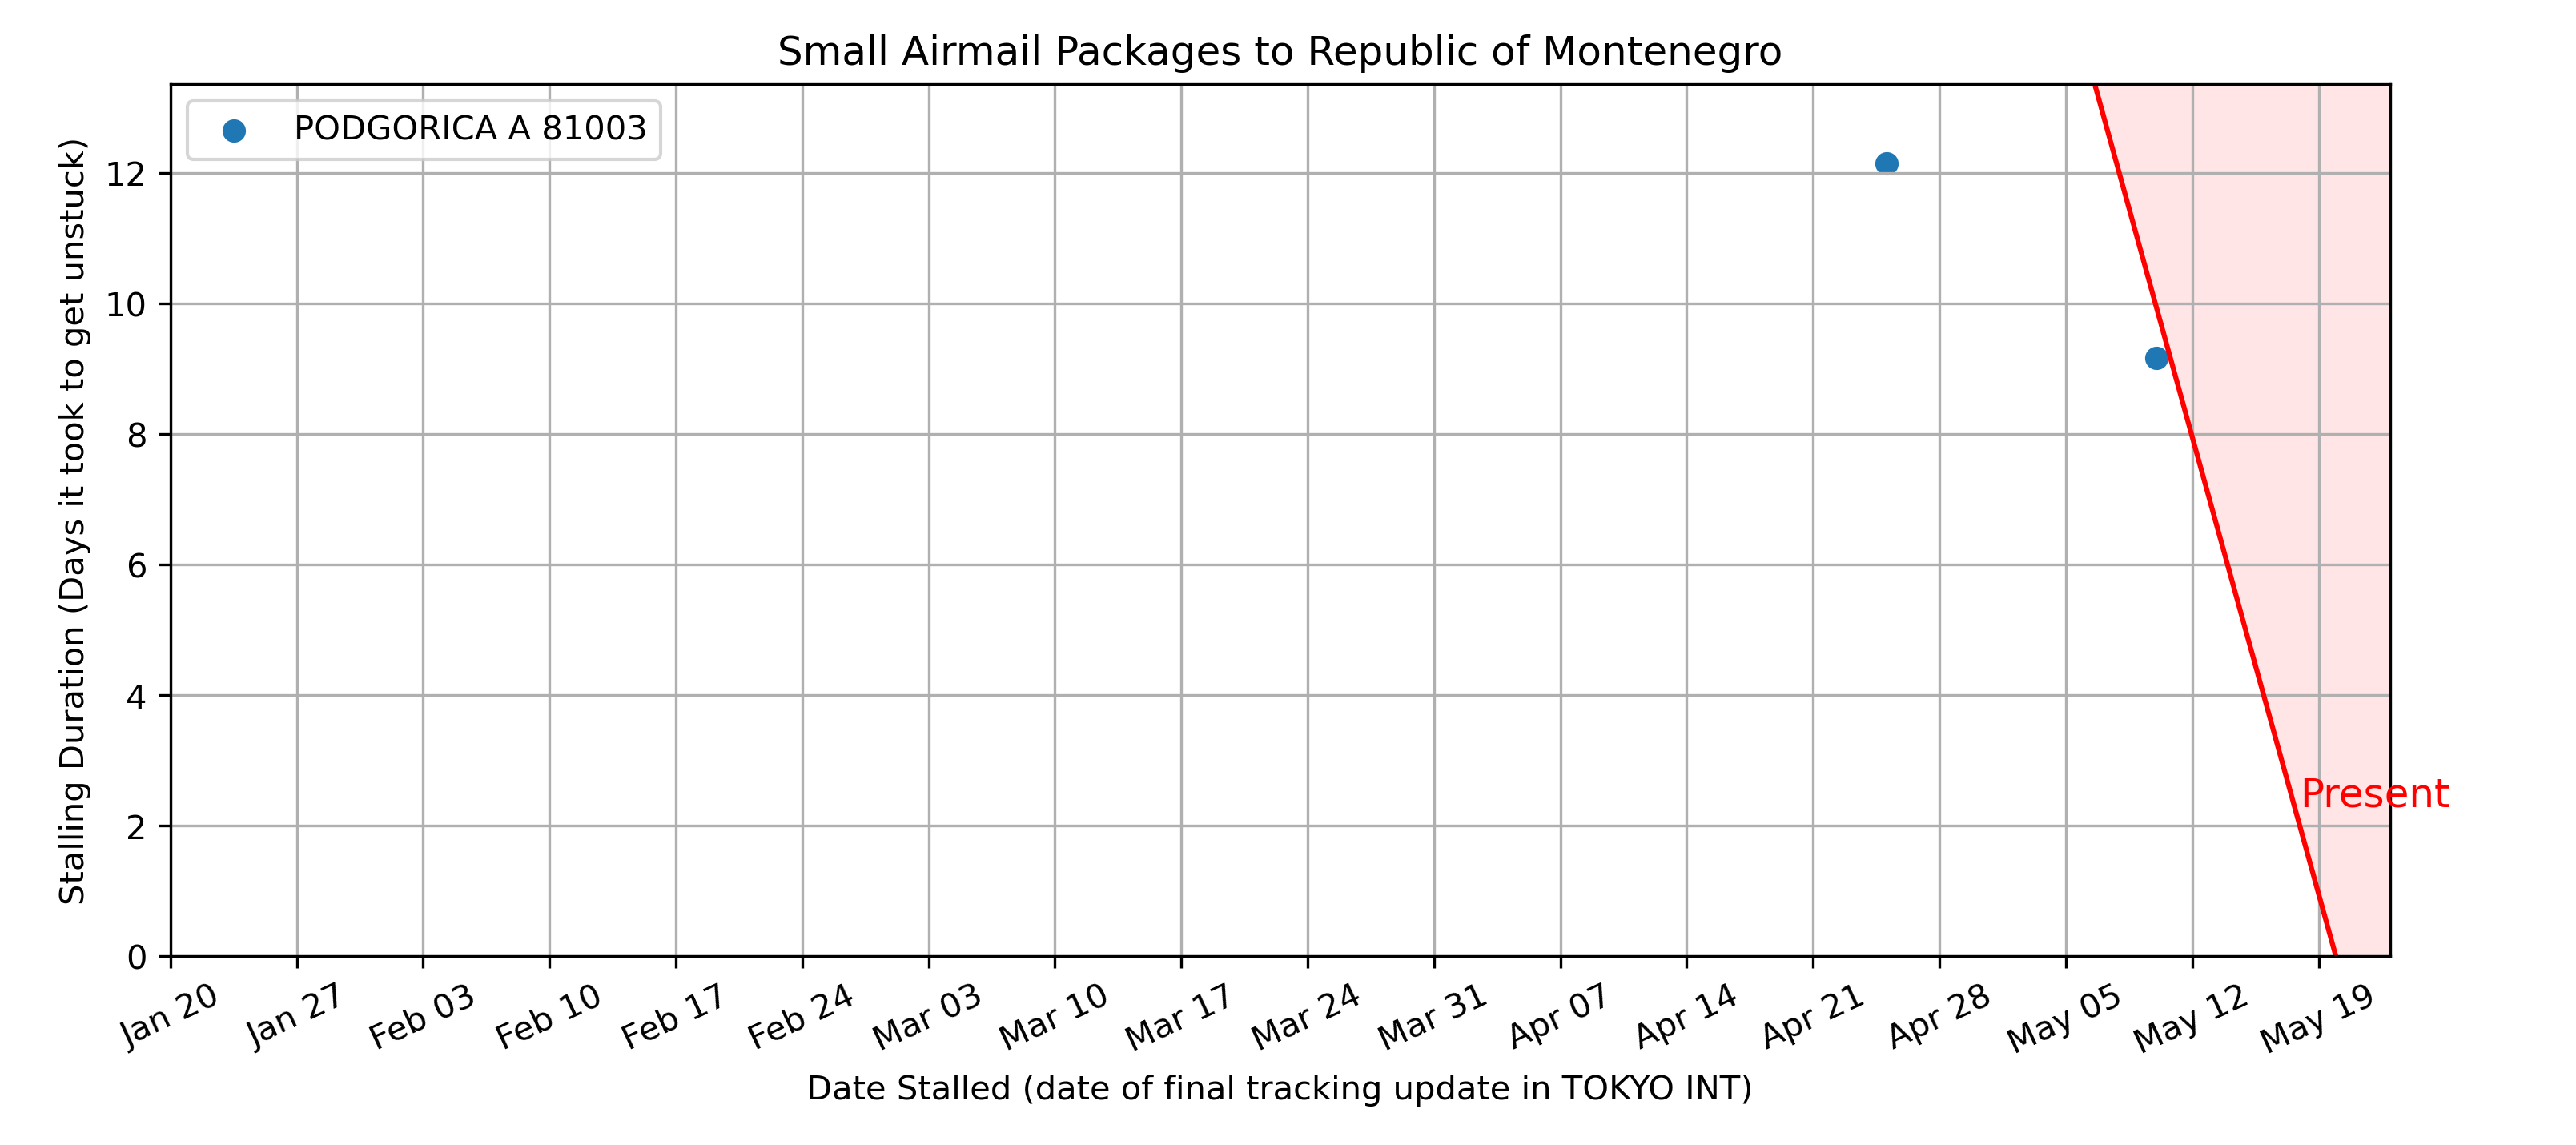 Small Airmail Packages to Republic of Montenegro
PODGORICA A 81003
Stalling Duration (Days it took to get unstuck)
12
10
8
6
4
2
0
Present
Jan 20
Jan 27
Feb 03
Feb 10
Feb 17
Feb 24
Mar 03
Mar 10
Mar 17
Mar 24
Mar 31
Apr 07
Apr 14
Apr 21
Apr 28
May 05
May 12
May 19
Date Stalled (date of final tracking update in TOKYO INT)